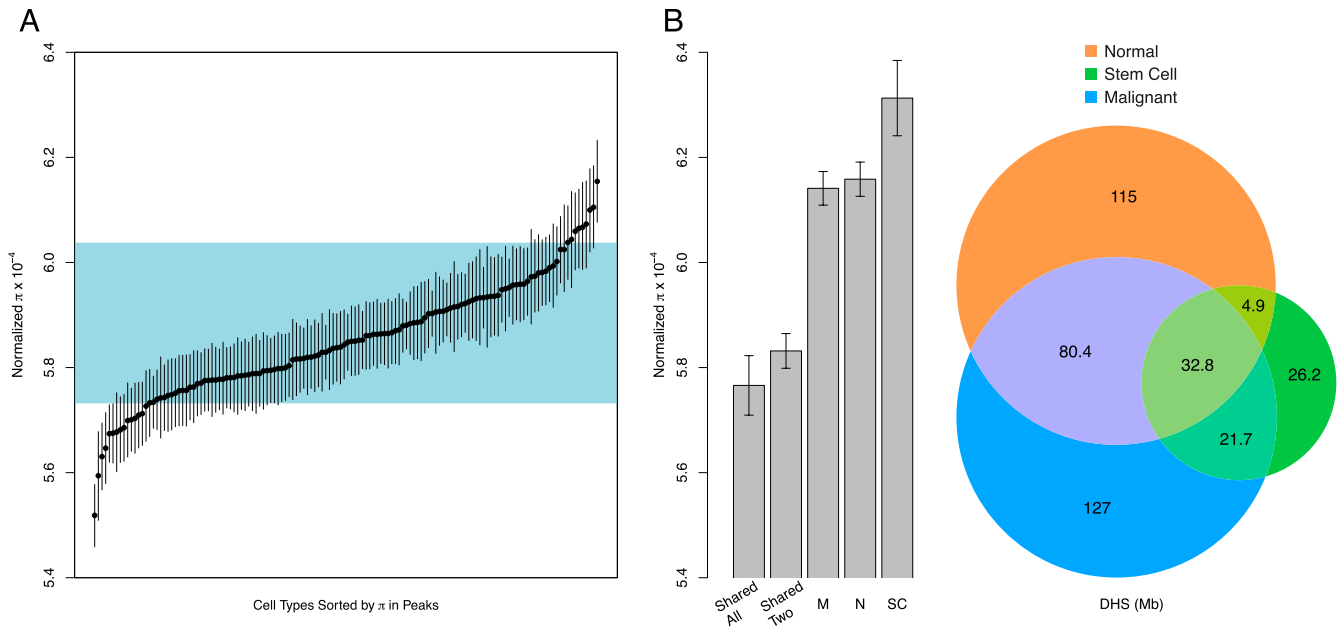 A
Normalized π x 10⁻⁴
6.4
6.2
6.0
5.8
5.6
5.4
Cell Types Sorted by π in Peaks
B
Normalized π x 10⁻⁴
6.4
6.2
6.0
5.8
5.6
5.4
Shared
All
Shared
Two
M
N
SC
Normal
Stem Cell
Malignant
115
4.9
80.4
32.8
26.2
21.7
127
DHS (Mb)